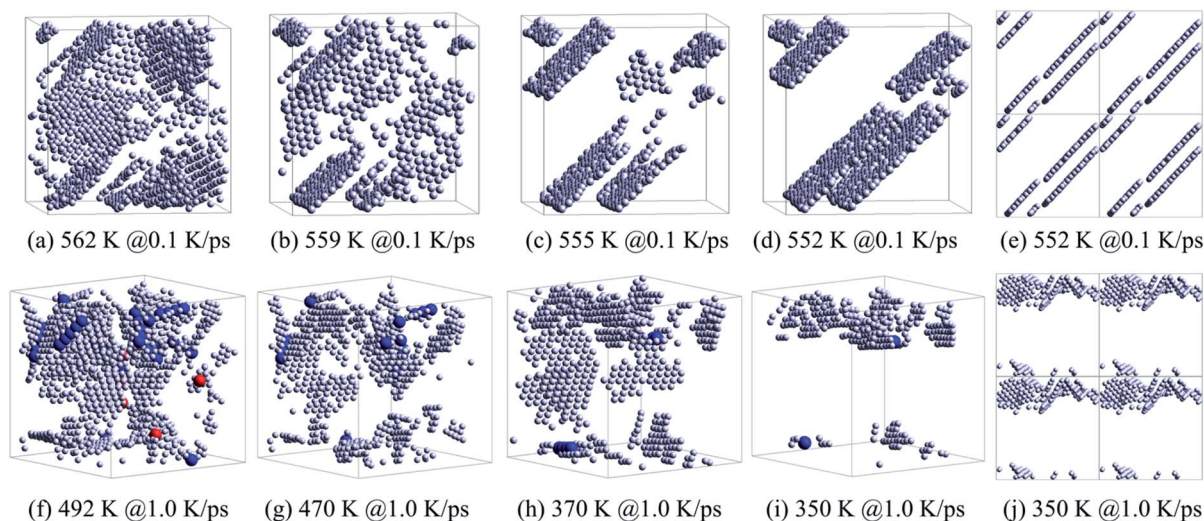 (a) 562 K @0.1 K/ps (b) 559 K @0.1 K/ps (c) 555 K @0.1 K/ps (d) 552 K @0.1 K/ps (e) 552 K @0.1 K/ps
(f) 492 K @1.0 K/ps (g) 470 K @1.0 K/ps (h) 370 K @1.0 K/ps (i) 350 K @1.0 K/ps (j) 350 K @1.0 K/ps